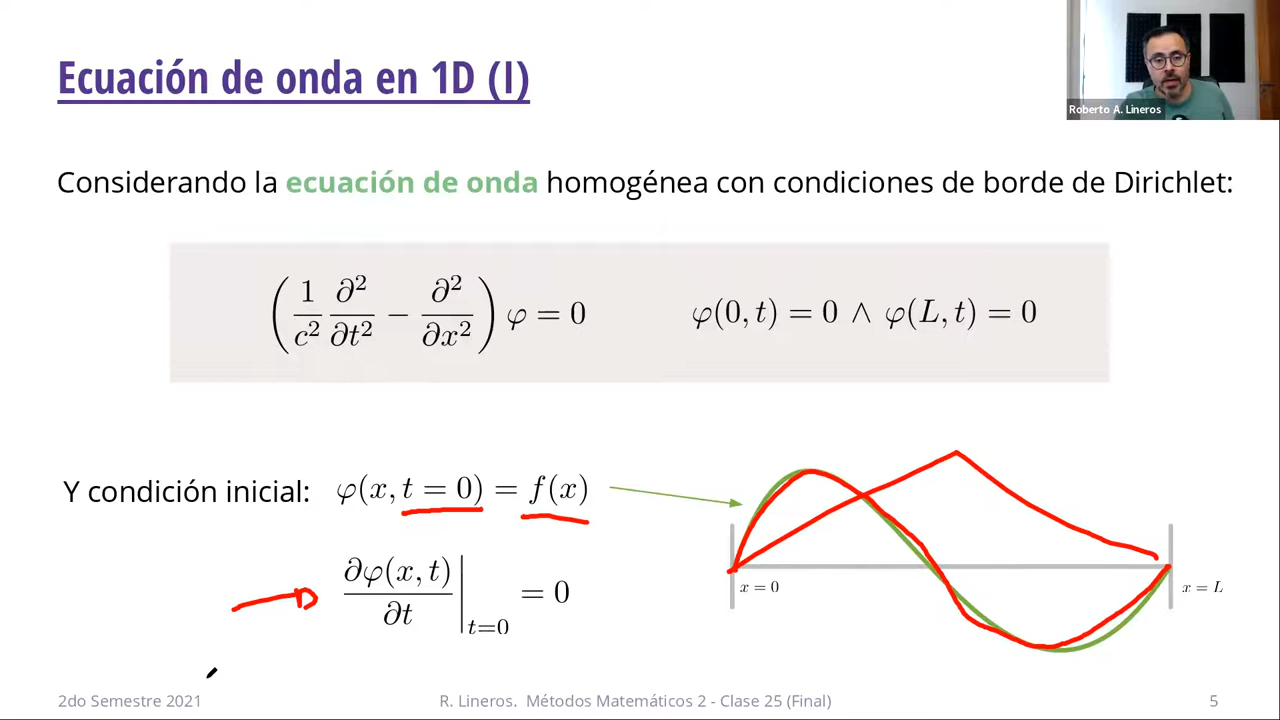 Ecuación de onda en 1D (I)
Roberto A. Lineros
Considerando la ecuación de onda homogénea con condiciones de borde de Dirichlet:
(1/c² ∂²/∂t² − ∂²/∂x²) φ = 0    φ(0, t) = 0 ∧ φ(L, t) = 0
Y condición inicial: φ(x, t = 0) = f(x)
∂φ(x, t)/∂t |t=0 = 0
x = 0
x = L
2do Semestre 2021
R. Lineros. Métodos Matemáticos 2 - Clase 25 (Final)
5